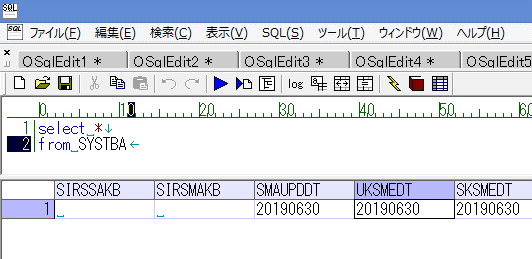 SQL
SQL ファイル(F) 編集(E) 検索(C) 表示(V) SQL(S) ツール(T) ウィンドウ(W) ヘルプ(H)
OSqlEdit1 * OSqlEdit2 * OSqlEdit3 * OSqlEdit4 * OSqlEdit5
log
0 10 20 30 40 50 60
1 select *↓
2 from SYSTBA←
SIRSSAKB SIRSMAKB SMAUPDDT UKSMEDT SKSMEDT
1 20190630 20190630 20190630